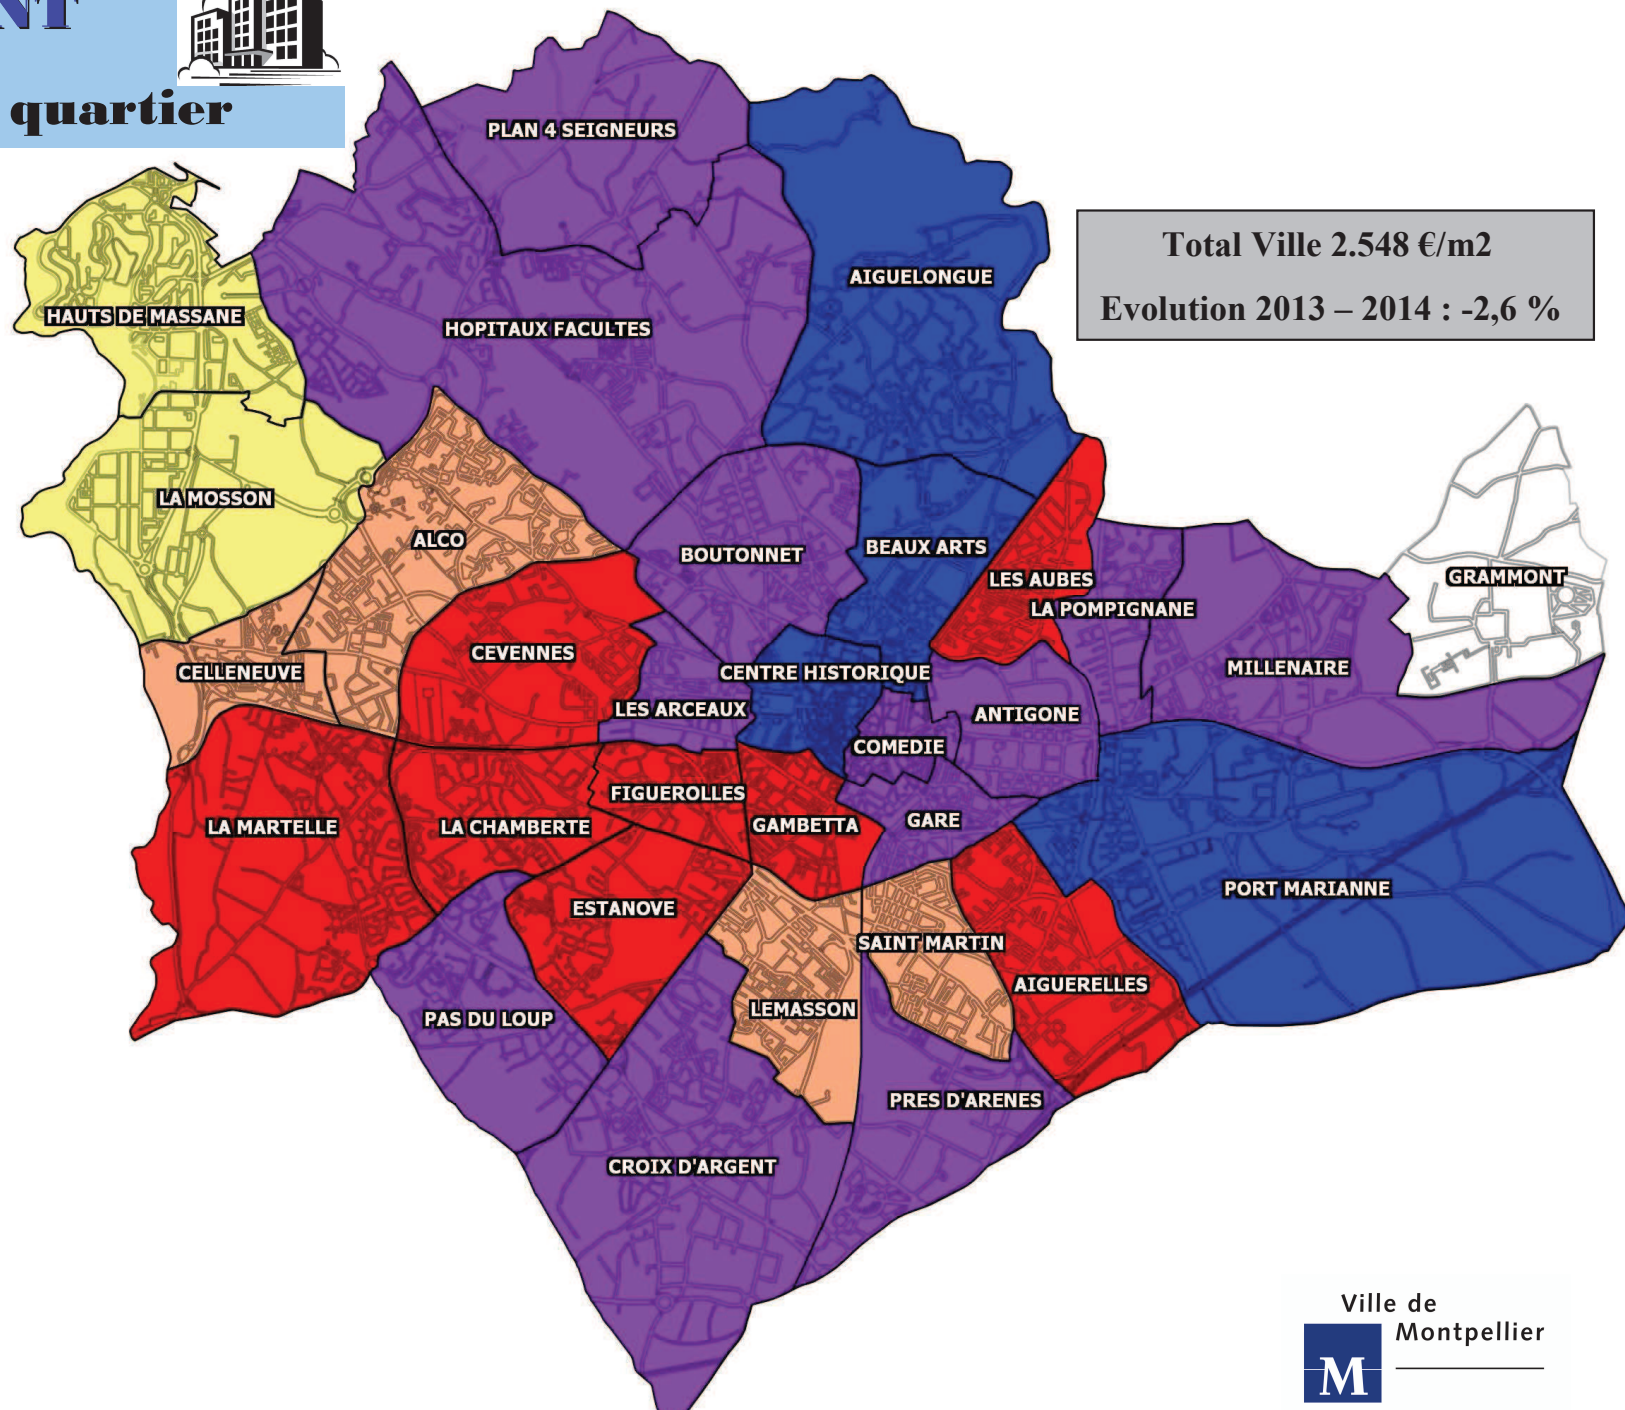 NT
quartier
PLAN 4 SEIGNEURS
Total Ville 2.548 €/m2
Evolution 2013 – 2014 : -2,6 %
AIGUELONGUE
HAUTS DE MASSANE
HOPITAUX FACULTES
LA MOSSON
ALCO
BOUTONNET
BEAUX ARTS
LES AUBES
GRAMMONT
LA POMPIGNANE
CEVENNES
MILLENAIRE
CELLENEUVE
CENTRE HISTORIQUE
LES ARCEAUX
ANTIGONE
COMEDIE
FIGUEROLLES
GARE
LA MARTELLE
LA CHAMBERTE
GAMBETTA
PORT MARIANNE
ESTANOVE
SAINT MARTIN
AIGUERELLES
LEMASSON
PAS DU LOUP
PRES D'ARENES
CROIX D'ARGENT
Ville de
Montpellier
M